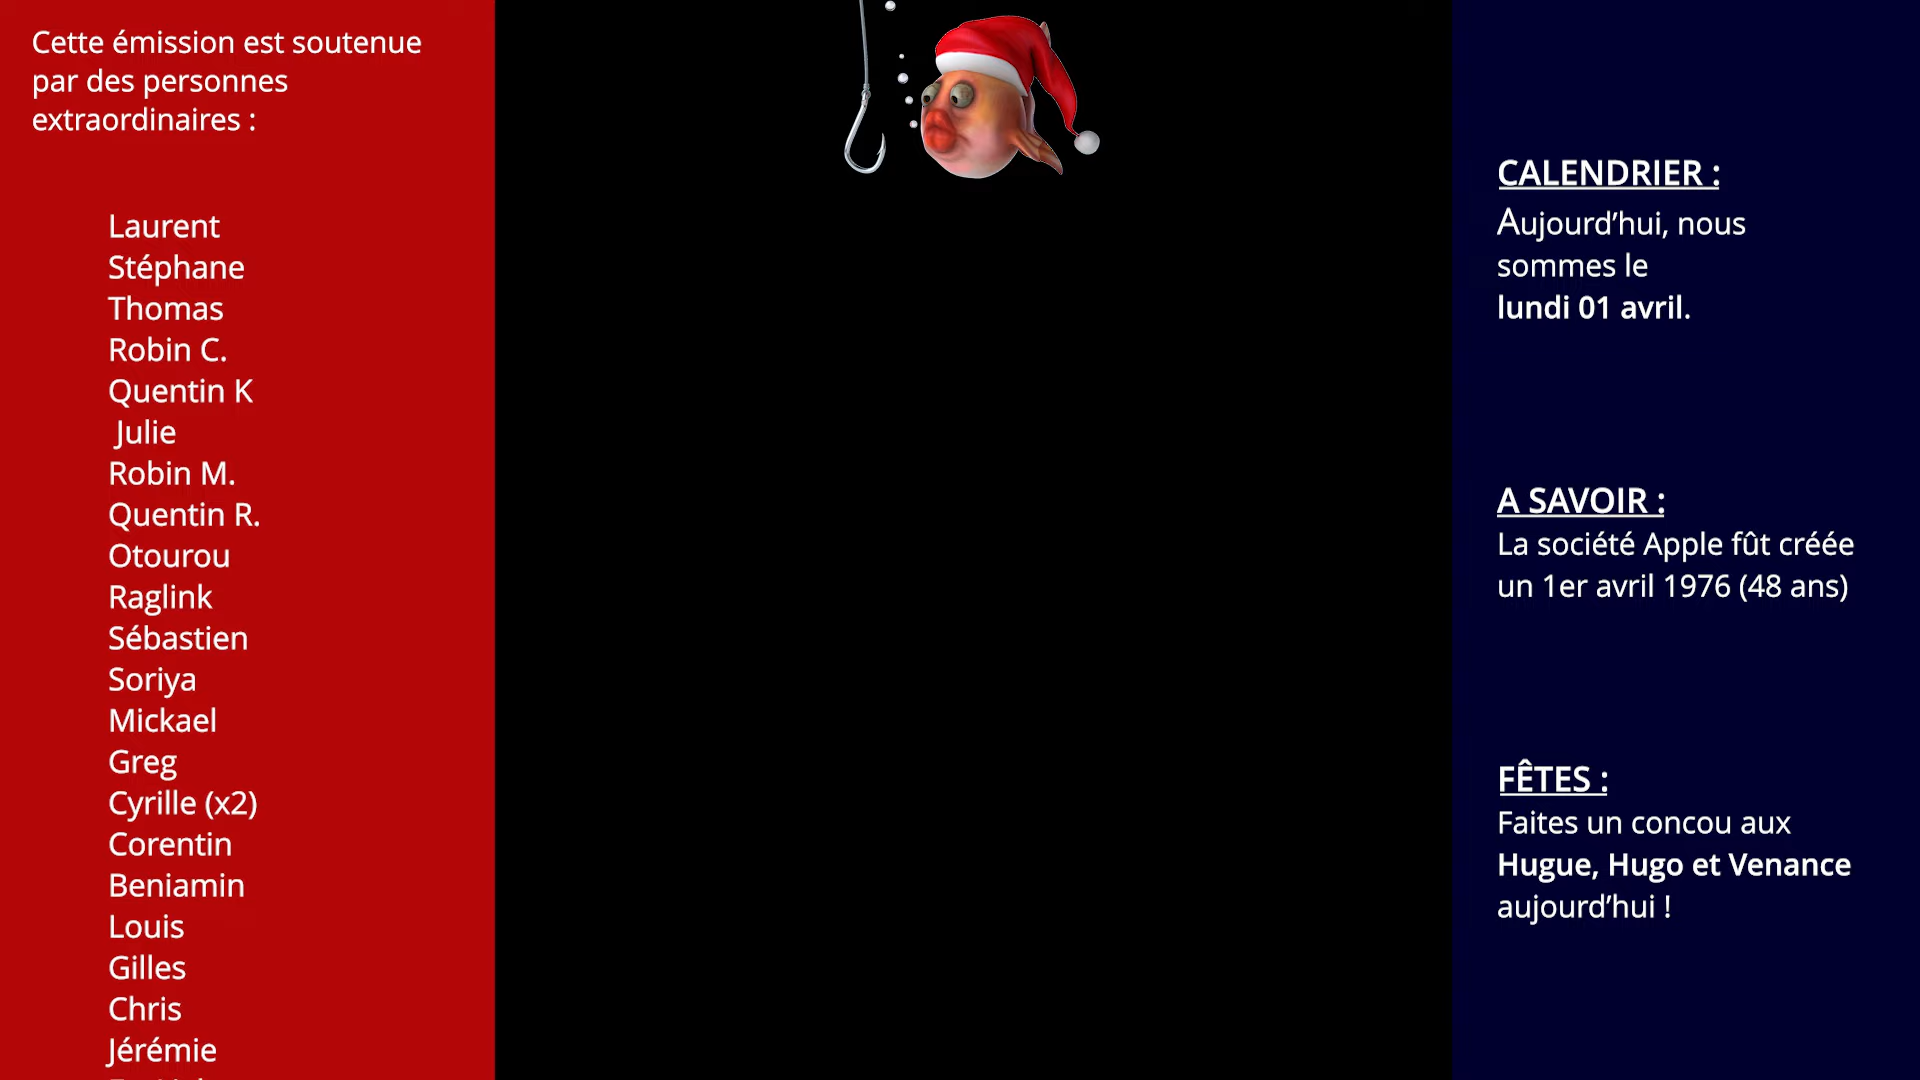 Cette émission est soutenue
par des personnes
extraordinaires :
Laurent
Stéphane
Thomas
Robin C.
Quentin K
Julie
Robin M.
Quentin R.
Otourou
Raglink
Sébastien
Soriya
Mickael
Greg
Cyrille (x2)
Corentin
Beniamin
Louis
Gilles
Chris
Jérémie
CALENDRIER :
Aujourd’hui, nous
sommes le
lundi 01 avril.
A SAVOIR :
La société Apple fût créée
un 1er avril 1976 (48 ans)
FÊTES :
Faites un concou aux
Hugue, Hugo et Venance
aujourd’hui !